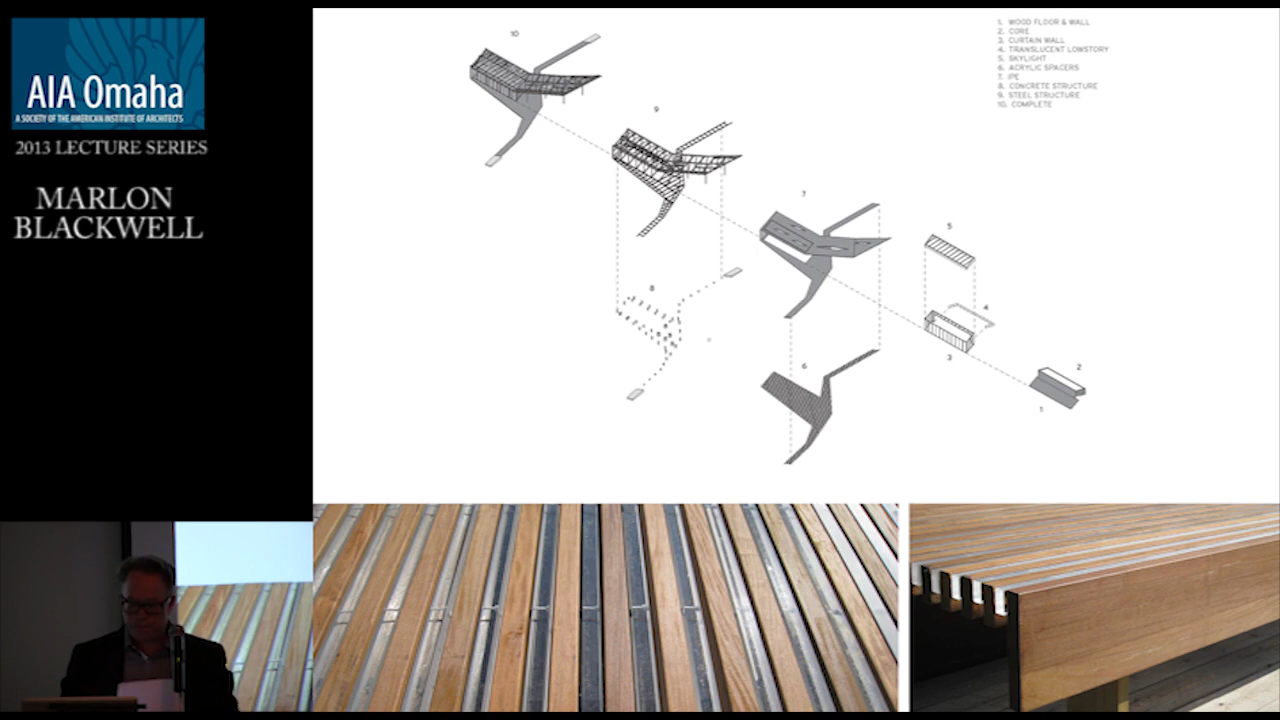 AIA Omaha
A SOCIETY OF THE AMERICAN INSTITUTE OF ARCHITECTS
2013 LECTURE SERIES
MARLON
BLACKWELL
1. WOOD FLOOR & WALL
2. CORE
3. CURTAIN WALL
4. TRANSLUCENT LOWSTORY
5. SKYLIGHT
6. ACRYLIC SPACERS
7. IPE
8. CONCRETE STRUCTURE
9. STEEL STRUCTURE
10. COMPLETE
10
9
7
5
8
4
3
6
2
1